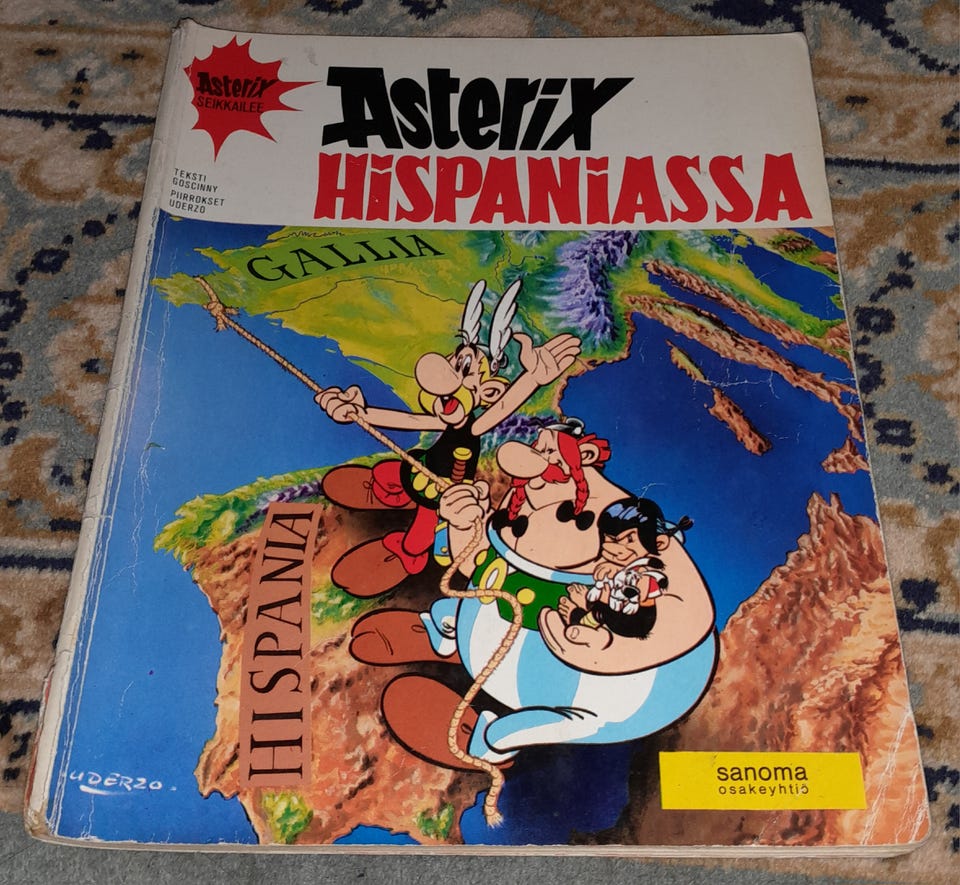 Asterix
SEIKKAILEE
Asterix
HISPANIASSA
TEKSTI
GOSCINNY
PIIRROKSET
UDERZO
GALLIA
HISPANIA
UDERZO.
sanoma
osakeyhtiö